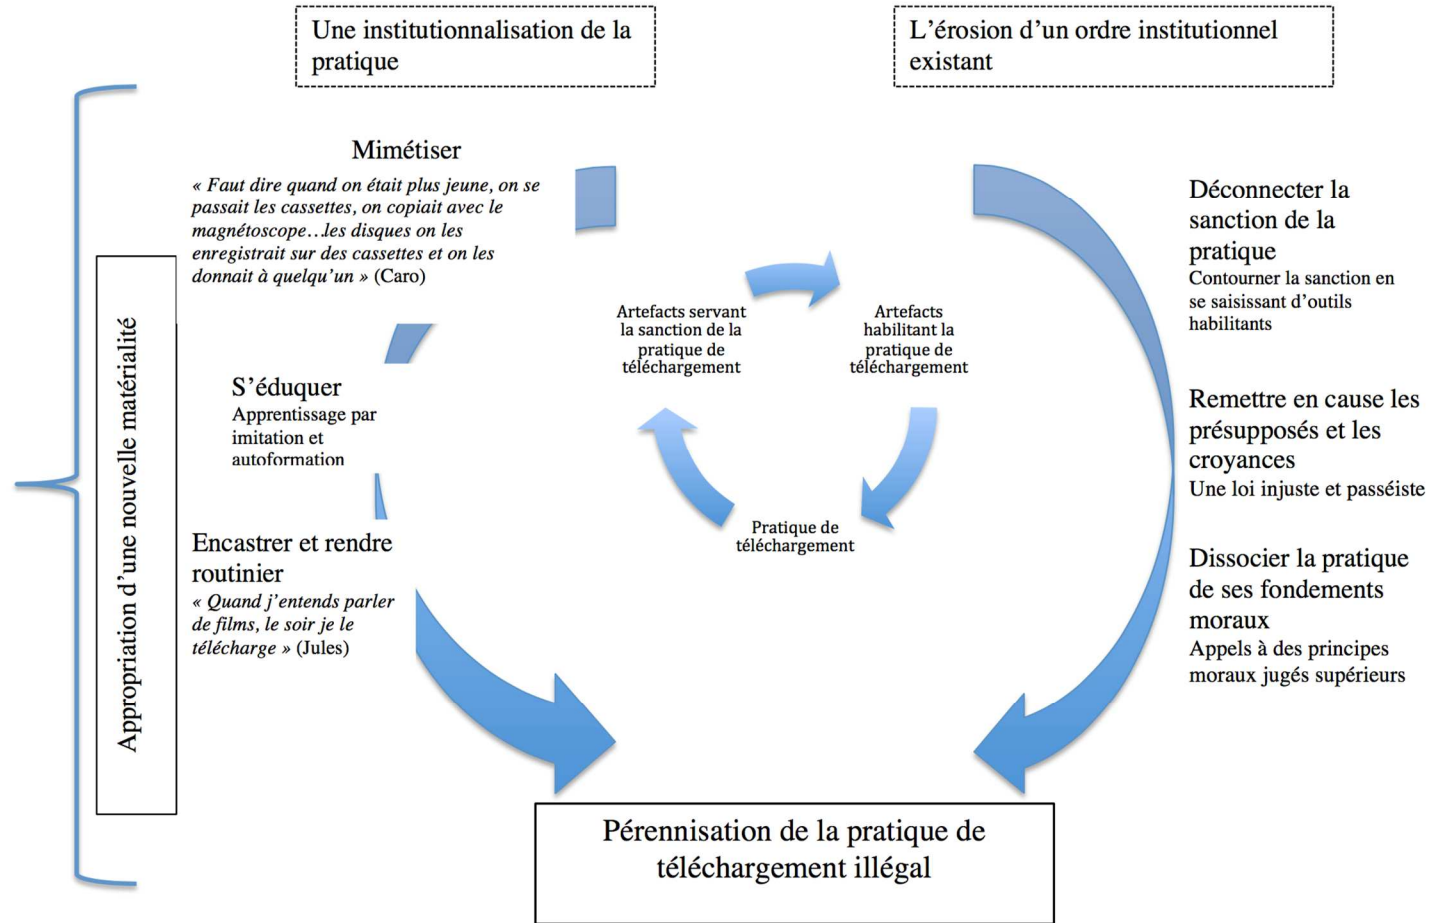 Une institutionnalisation de la
pratique
L'érosion d'un ordre institutionnel
existant
Appropriation d'une nouvelle matérialité
Mimétiser
« Faut dire quand on était plus jeune, on se
passait les cassettes, on copiait avec le
magnétoscope…les disques on les
enregistrait sur des cassettes et on les
donnait à quelqu'un » (Caro)
S'éduquer
Apprentissage par
imitation et
autoformation
Encastrer et rendre
routinier
« Quand j'entends parler
de films, le soir je le
télécharge » (Jules)
Artefacts servant
la sanction de la
pratique de
téléchargement
Artefacts
habilitant la
pratique de
téléchargement
Pratique de
téléchargement
Déconnecter la
sanction de la
pratique
Contourner la sanction en
se saisissant d'outils
habilitants
Remettre en cause les
présupposés et les
croyances
Une loi injuste et passéiste
Dissocier la pratique
de ses fondements
moraux
Appels à des principes
moraux jugés supérieurs
Pérennisation de la pratique de
téléchargement illégal